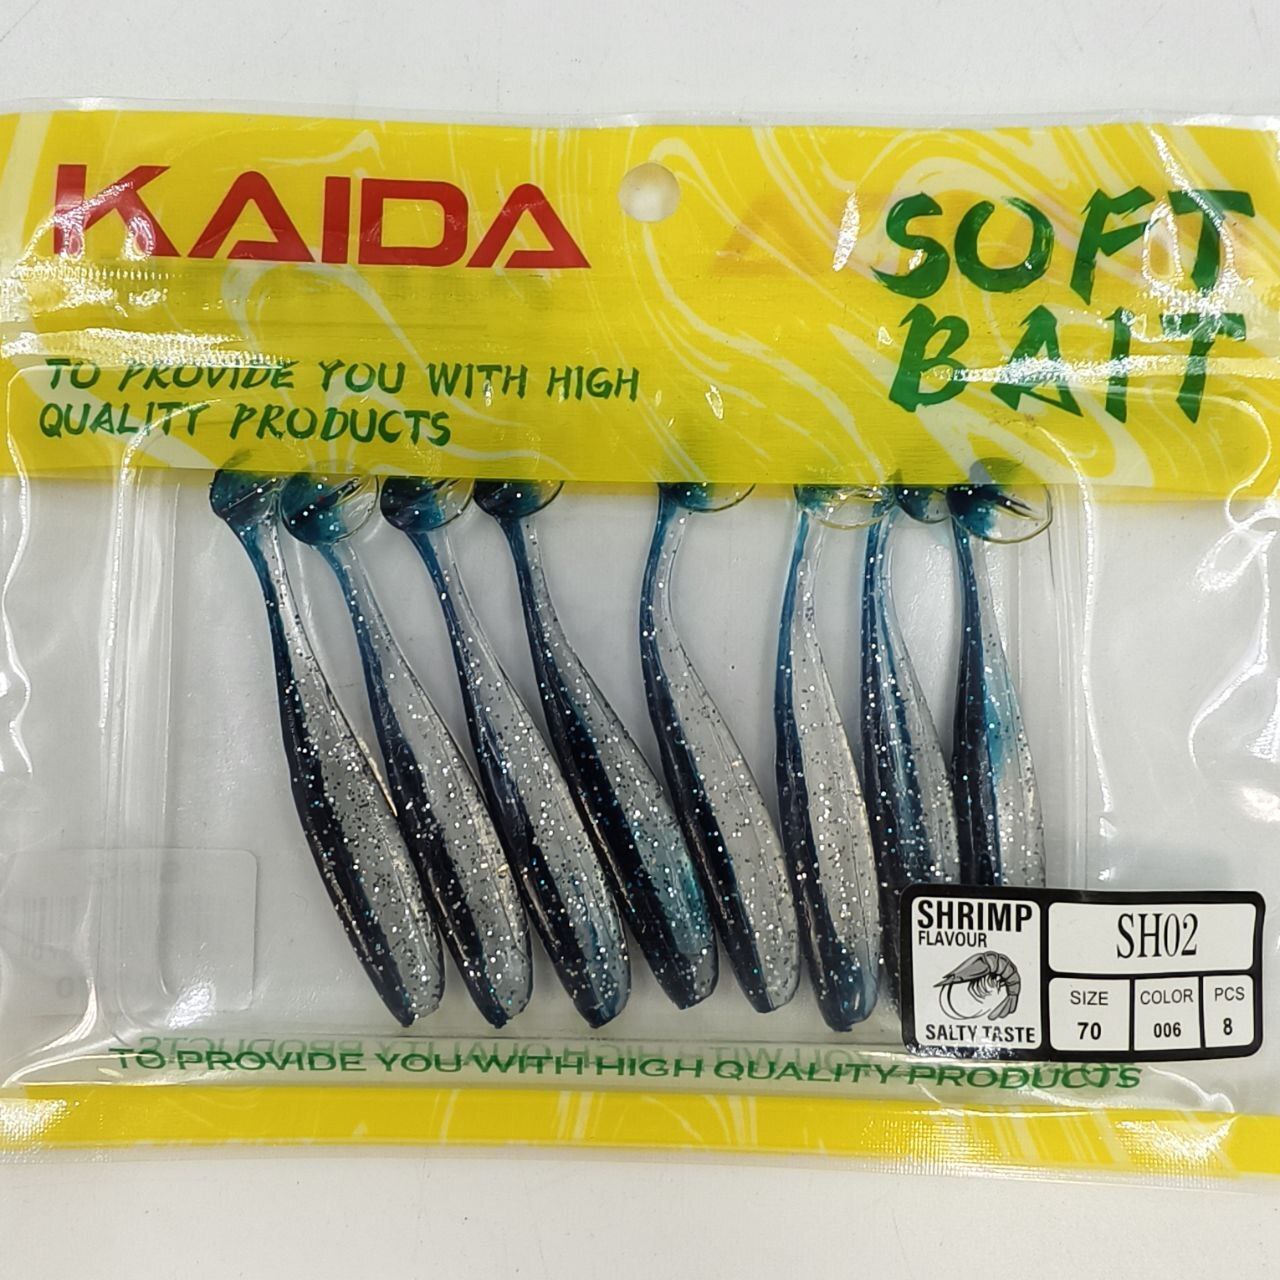 KAIDA
SOFT
BAIT
TO PROVIDE YOU WITH HIGH
QUALITY PRODUCTS
SHRIMP
FLAVOUR
SALTY TASTE
SH02
SIZE COLOR PCS
70 006 8
TO PROVIDE YOU WITH HIGH QUALITY PRODUCTS